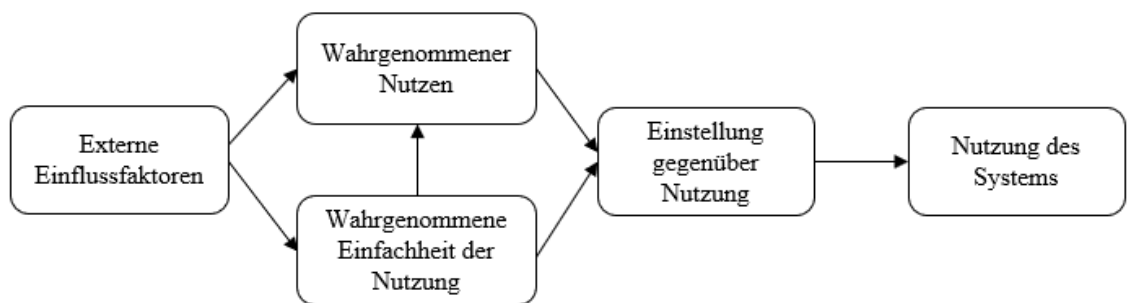 Externe
Einflussfaktoren
Wahrgenommener
Nutzen
Wahrgenommene
Einfachheit der
Nutzung
Einstellung
gegenüber
Nutzung
Nutzung des
Systems